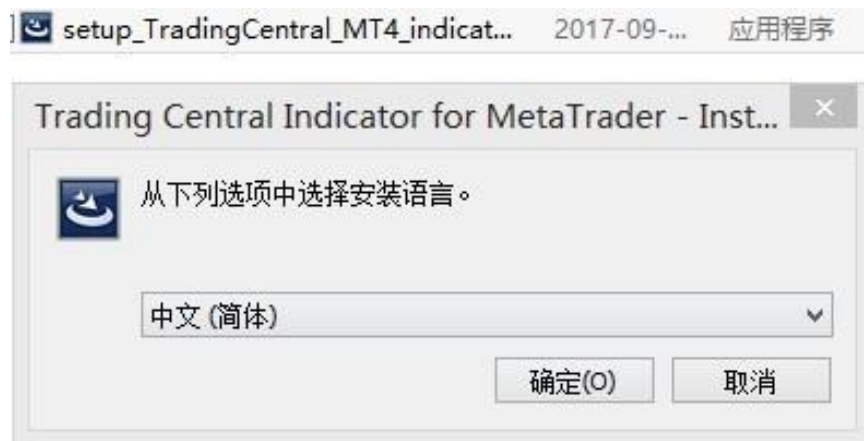 setup_TradingCentral_MT4_indicat... 2017-09-... 应用程序
Trading Central Indicator for MetaTrader - Inst...
从下列选项中选择安装语言。
中文 (简体)
确定(O) 取消